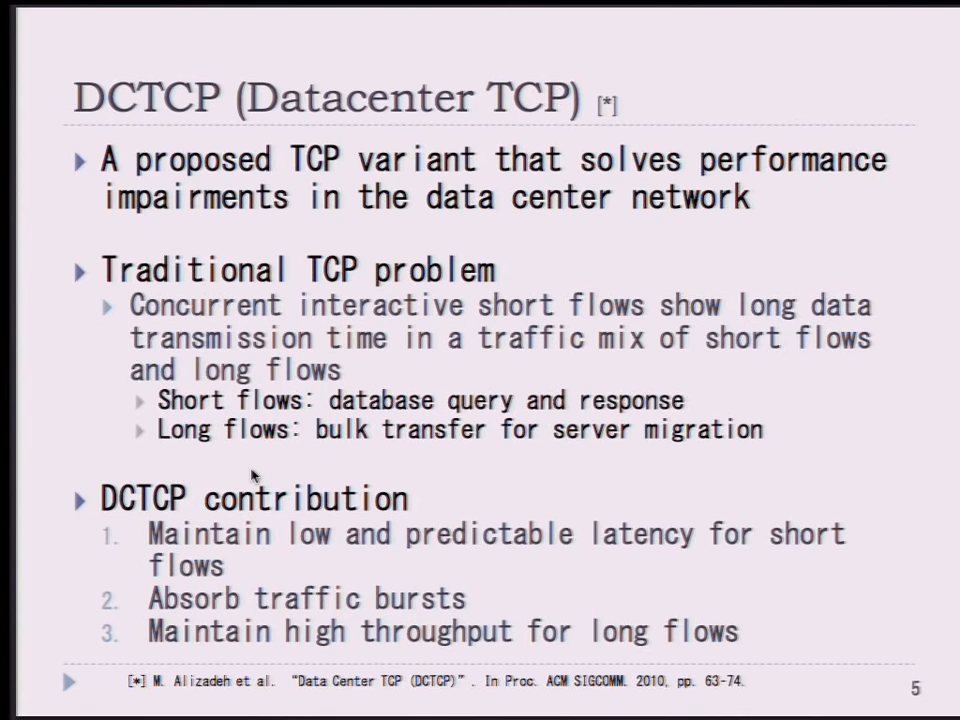 DCTCP (Datacenter TCP) [*]
A proposed TCP variant that solves performance
impairments in the data center network
Traditional TCP problem
Concurrent interactive short flows show long data
transmission time in a traffic mix of short flows
and long flows
Short flows: database query and response
Long flows: bulk transfer for server migration
DCTCP contribution
1. Maintain low and predictable latency for short
flows
2. Absorb traffic bursts
3. Maintain high throughput for long flows
[*] M. Alizadeh et al. “Data Center TCP (DCTCP)”. In Proc. ACM SIGCOMM. 2010, pp. 63-74.
5